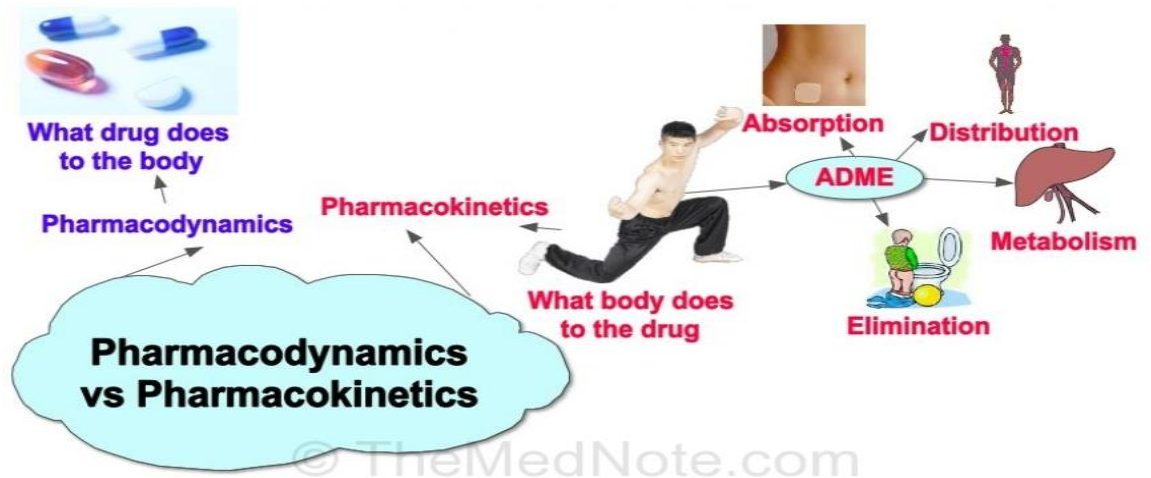 What drug does
to the body
Pharmacodynamics
Pharmacokinetics
What body does
to the drug
Absorption
Distribution
ADME
Metabolism
Elimination
Pharmacodynamics
vs Pharmacokinetics
© TheMedNote.com